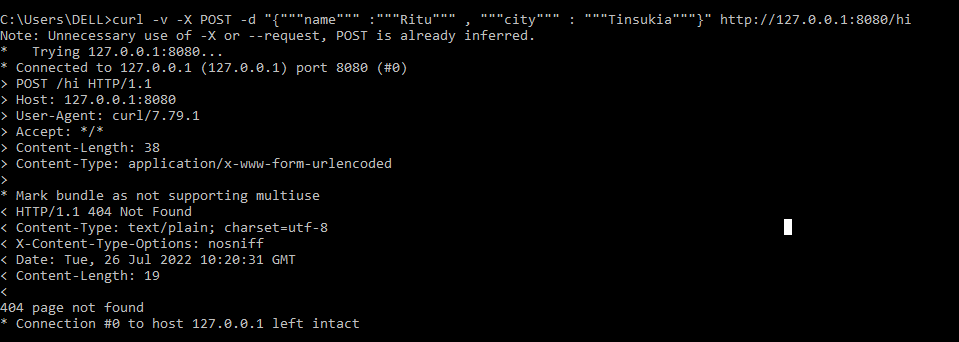 C:\Users\DELL>curl -v -X POST -d "{"""name""" :"""Ritu""" , """city""" : """Tinsukia"""}" http://127.0.0.1:8080/hi
Note: Unnecessary use of -X or --request, POST is already inferred.
*   Trying 127.0.0.1:8080...
* Connected to 127.0.0.1 (127.0.0.1) port 8080 (#0)
> POST /hi HTTP/1.1
> Host: 127.0.0.1:8080
> User-Agent: curl/7.79.1
> Accept: */*
> Content-Length: 38
> Content-Type: application/x-www-form-urlencoded
>
* Mark bundle as not supporting multiuse
< HTTP/1.1 404 Not Found
< Content-Type: text/plain; charset=utf-8
< X-Content-Type-Options: nosniff
< Date: Tue, 26 Jul 2022 10:20:31 GMT
< Content-Length: 19
<
404 page not found
* Connection #0 to host 127.0.0.1 left intact